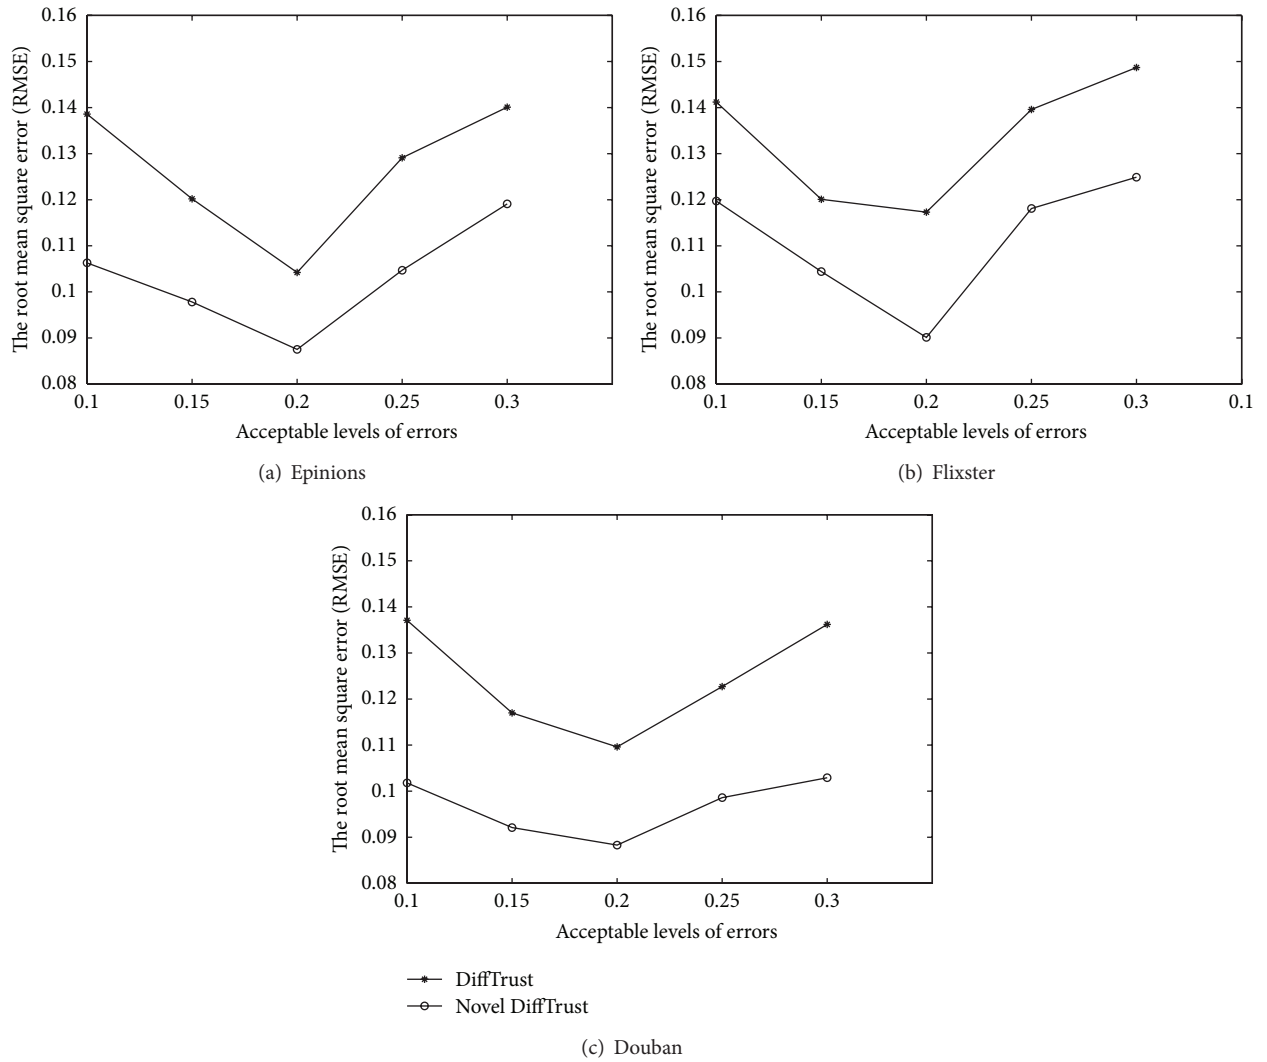 The root mean square error (RMSE)
0.16
0.15
0.14
0.13
0.12
0.11
0.1
0.09
0.08
0.1 0.15 0.2 0.25 0.3
Acceptable levels of errors
(a) Epinions
The root mean square error (RMSE)
0.16
0.15
0.14
0.13
0.12
0.11
0.1
0.09
0.08
0.1 0.15 0.2 0.25 0.3 0.1
Acceptable levels of errors
(b) Flixster
The root mean square error (RMSE)
0.16
0.15
0.14
0.13
0.12
0.11
0.1
0.09
0.08
0.1 0.15 0.2 0.25 0.3
Acceptable levels of errors
DiffTrust
Novel DiffTrust
(c) Douban